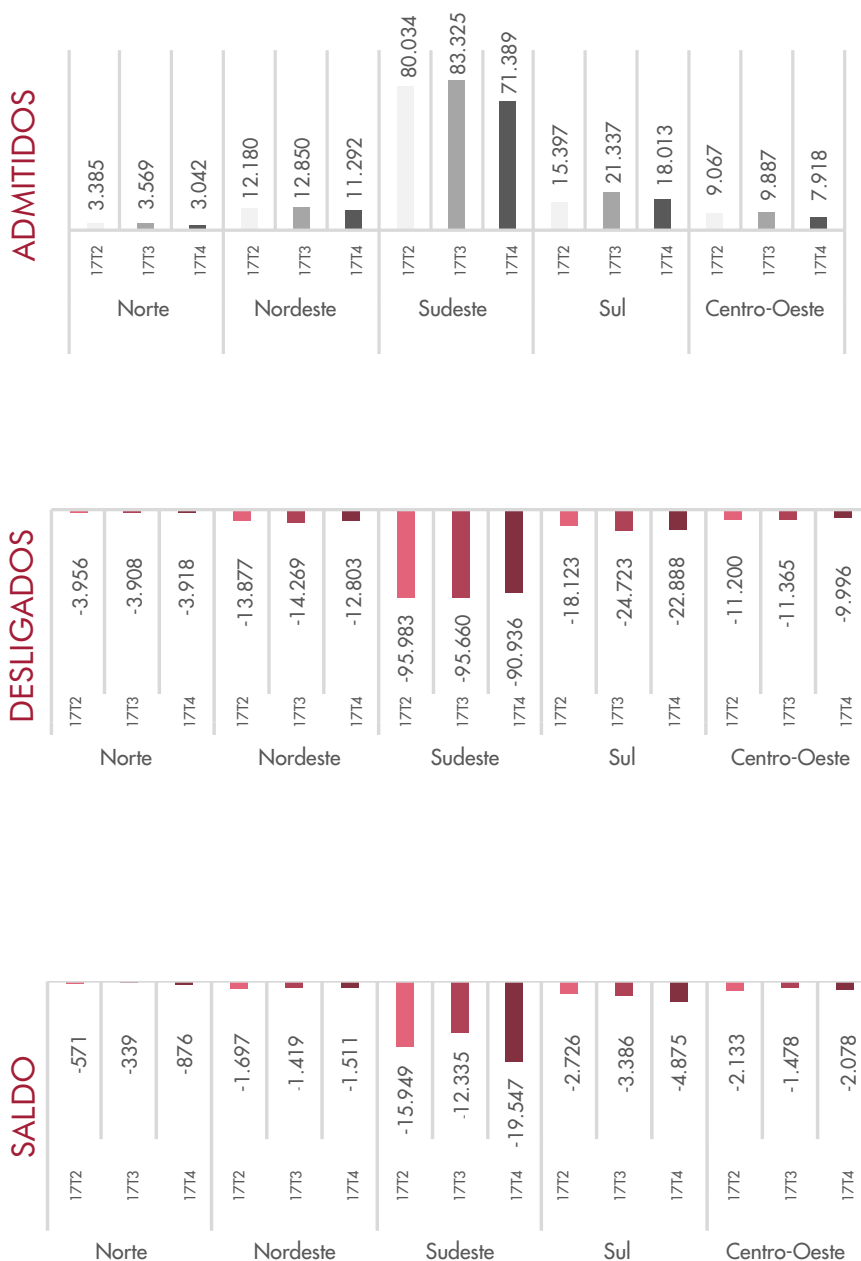 ADMITIDOS
3.385 3.569 3.042 12.180 12.850 11.292 80.034 83.325 71.389 15.397 21.337 18.013 9.067 9.887 7.918
17T2 17T3 17T4 17T2 17T3 17T4 17T2 17T3 17T4 17T2 17T3 17T4 17T2 17T3 17T4
Norte Nordeste Sudeste Sul Centro-Oeste
DESLIGADOS
-3.956 -3.908 -3.918 -13.877 -14.269 -12.803 -95.983 -95.660 -90.936 -18.123 -24.723 -22.888 -11.200 -11.365 -9.996
17T2 17T3 17T4 17T2 17T3 17T4 17T2 17T3 17T4 17T2 17T3 17T4 17T2 17T3 17T4
Norte Nordeste Sudeste Sul Centro-Oeste
SALDO
-571 -339 -876 -1.697 -1.419 -1.511 -15.949 -12.335 -19.547 -2.726 -3.386 -4.875 -2.133 -1.478 -2.078
17T2 17T3 17T4 17T2 17T3 17T4 17T2 17T3 17T4 17T2 17T3 17T4 17T2 17T3 17T4
Norte Nordeste Sudeste Sul Centro-Oeste